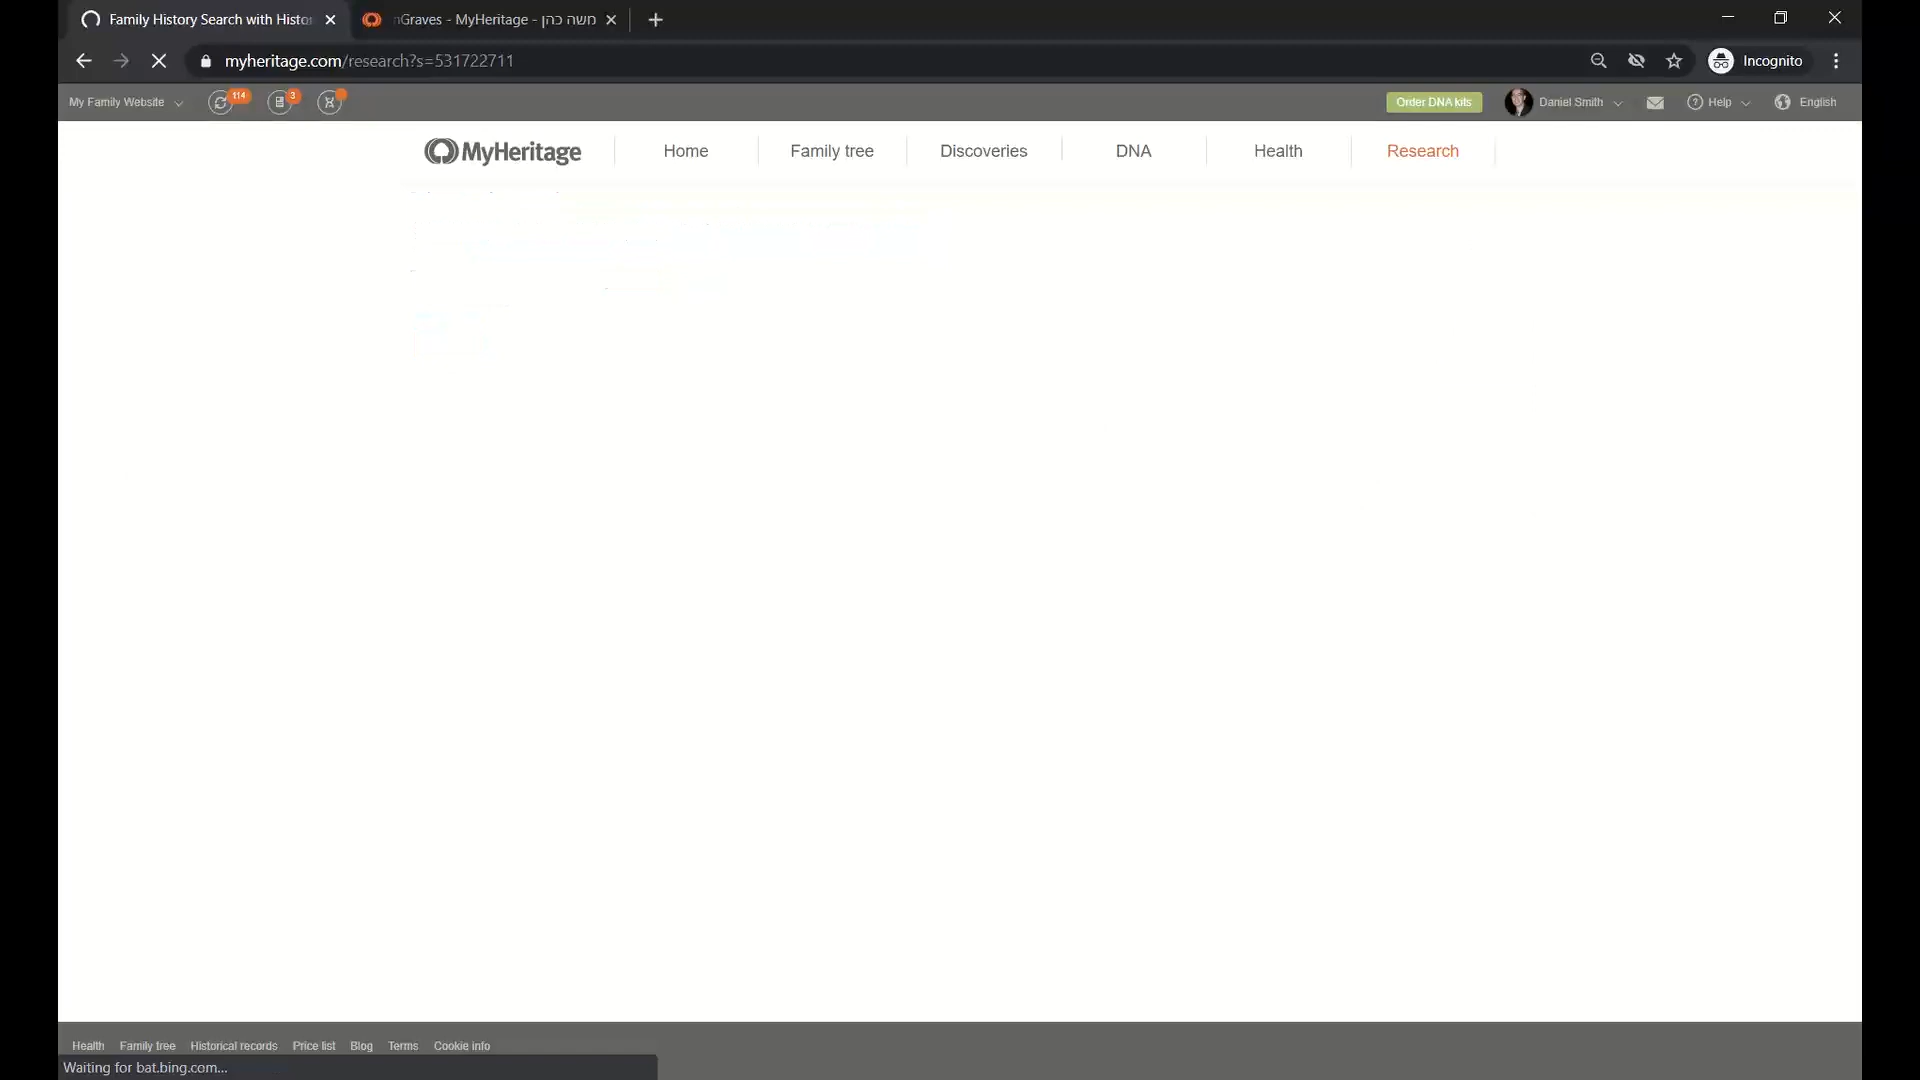 Family History Search with Histo
nGraves - MyHeritage - משה כהן
myheritage.com/research?s=531722711
Incognito
My Family Website
114
3
Order DNA kits
Daniel Smith
Help
English
MyHeritage
Home
Family tree
Discoveries
DNA
Health
Research
Health
Family tree
Historical records
Price list
Blog
Terms
Cookie info
Waiting for bat.bing.com...